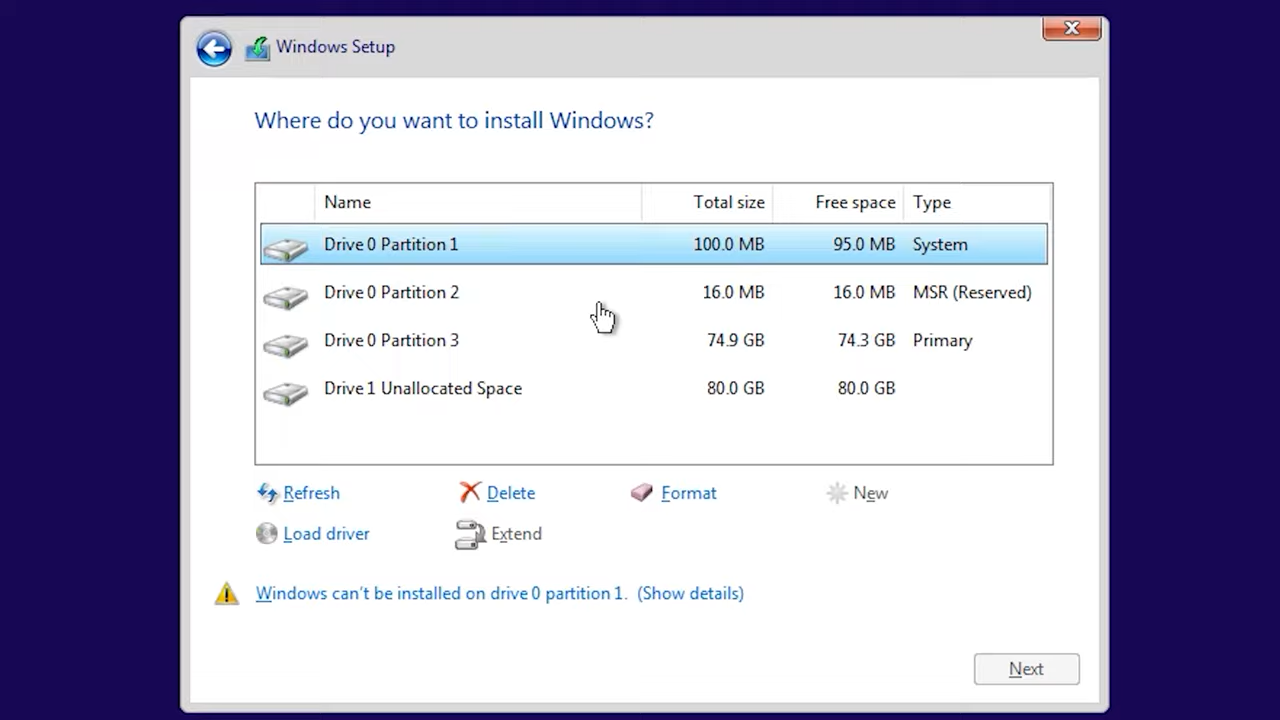 Windows Setup
Where do you want to install Windows?
Name Total size Free space Type
Drive 0 Partition 1 100.0 MB 95.0 MB System
Drive 0 Partition 2 16.0 MB 16.0 MB MSR (Reserved)
Drive 0 Partition 3 74.9 GB 74.3 GB Primary
Drive 1 Unallocated Space 80.0 GB 80.0 GB
Refresh Delete Format New
Load driver Extend
Windows can't be installed on drive 0 partition 1. (Show details)
Next